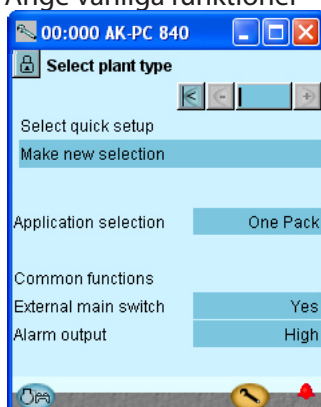 Ange vanliga funktioner
00:000 AK-PC 840
Select plant type
Select quick setup
Make new selection
Application selection One Pack
Common functions
External main switch Yes
Alarm output High